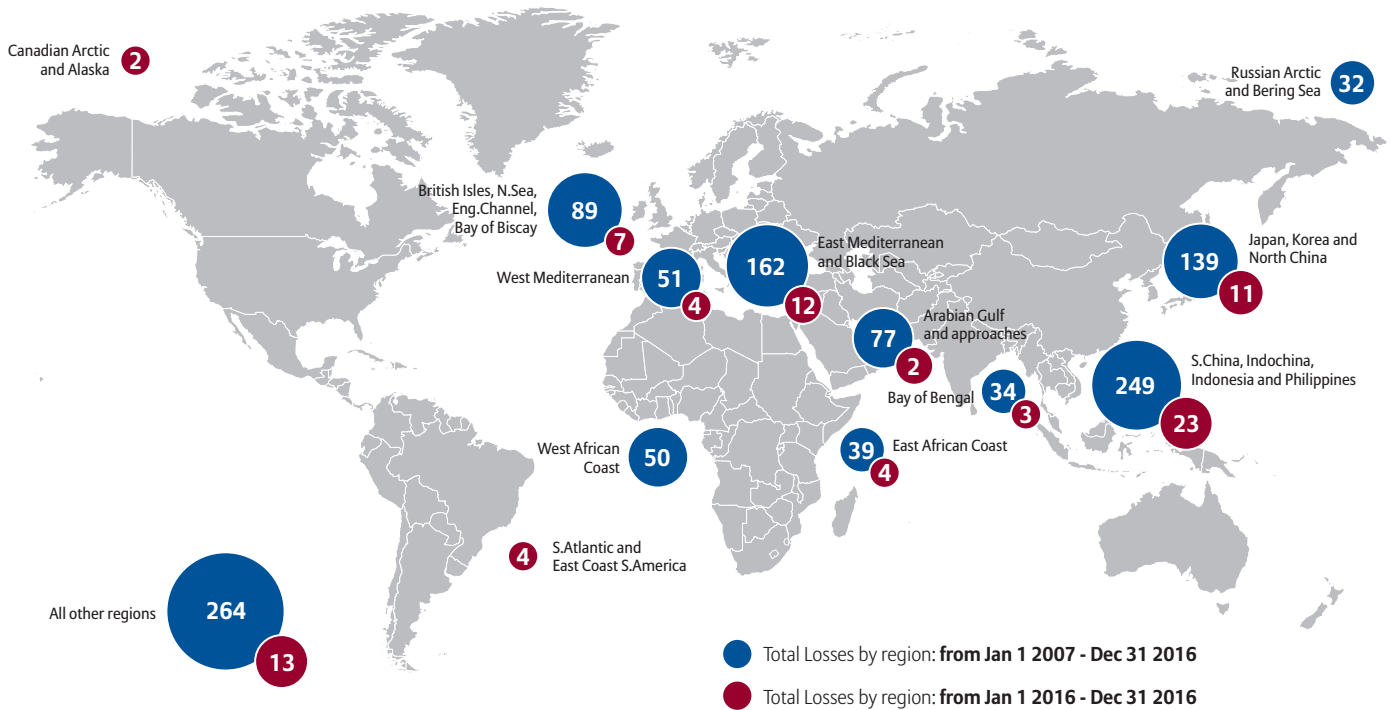 Canadian Arctic
and Alaska
2
Russian Arctic
and Bering Sea
32
British Isles, N.Sea,
Eng.Channel,
Bay of Biscay
89
7
West Mediterranean
51
4
162
12
East Mediterranean
and Black Sea
139
11
Japan, Korea and
North China
77
2
Arabian Gulf
and approaches
Bay of Bengal
34
3
249
23
S.China, Indochina,
Indonesia and Philippines
West African
Coast
50
39
4
East African Coast
4
S.Atlantic and
East Coast S.America
All other regions
264
13
Total Losses by region: from Jan 1 2007 - Dec 31 2016
Total Losses by region: from Jan 1 2016 - Dec 31 2016